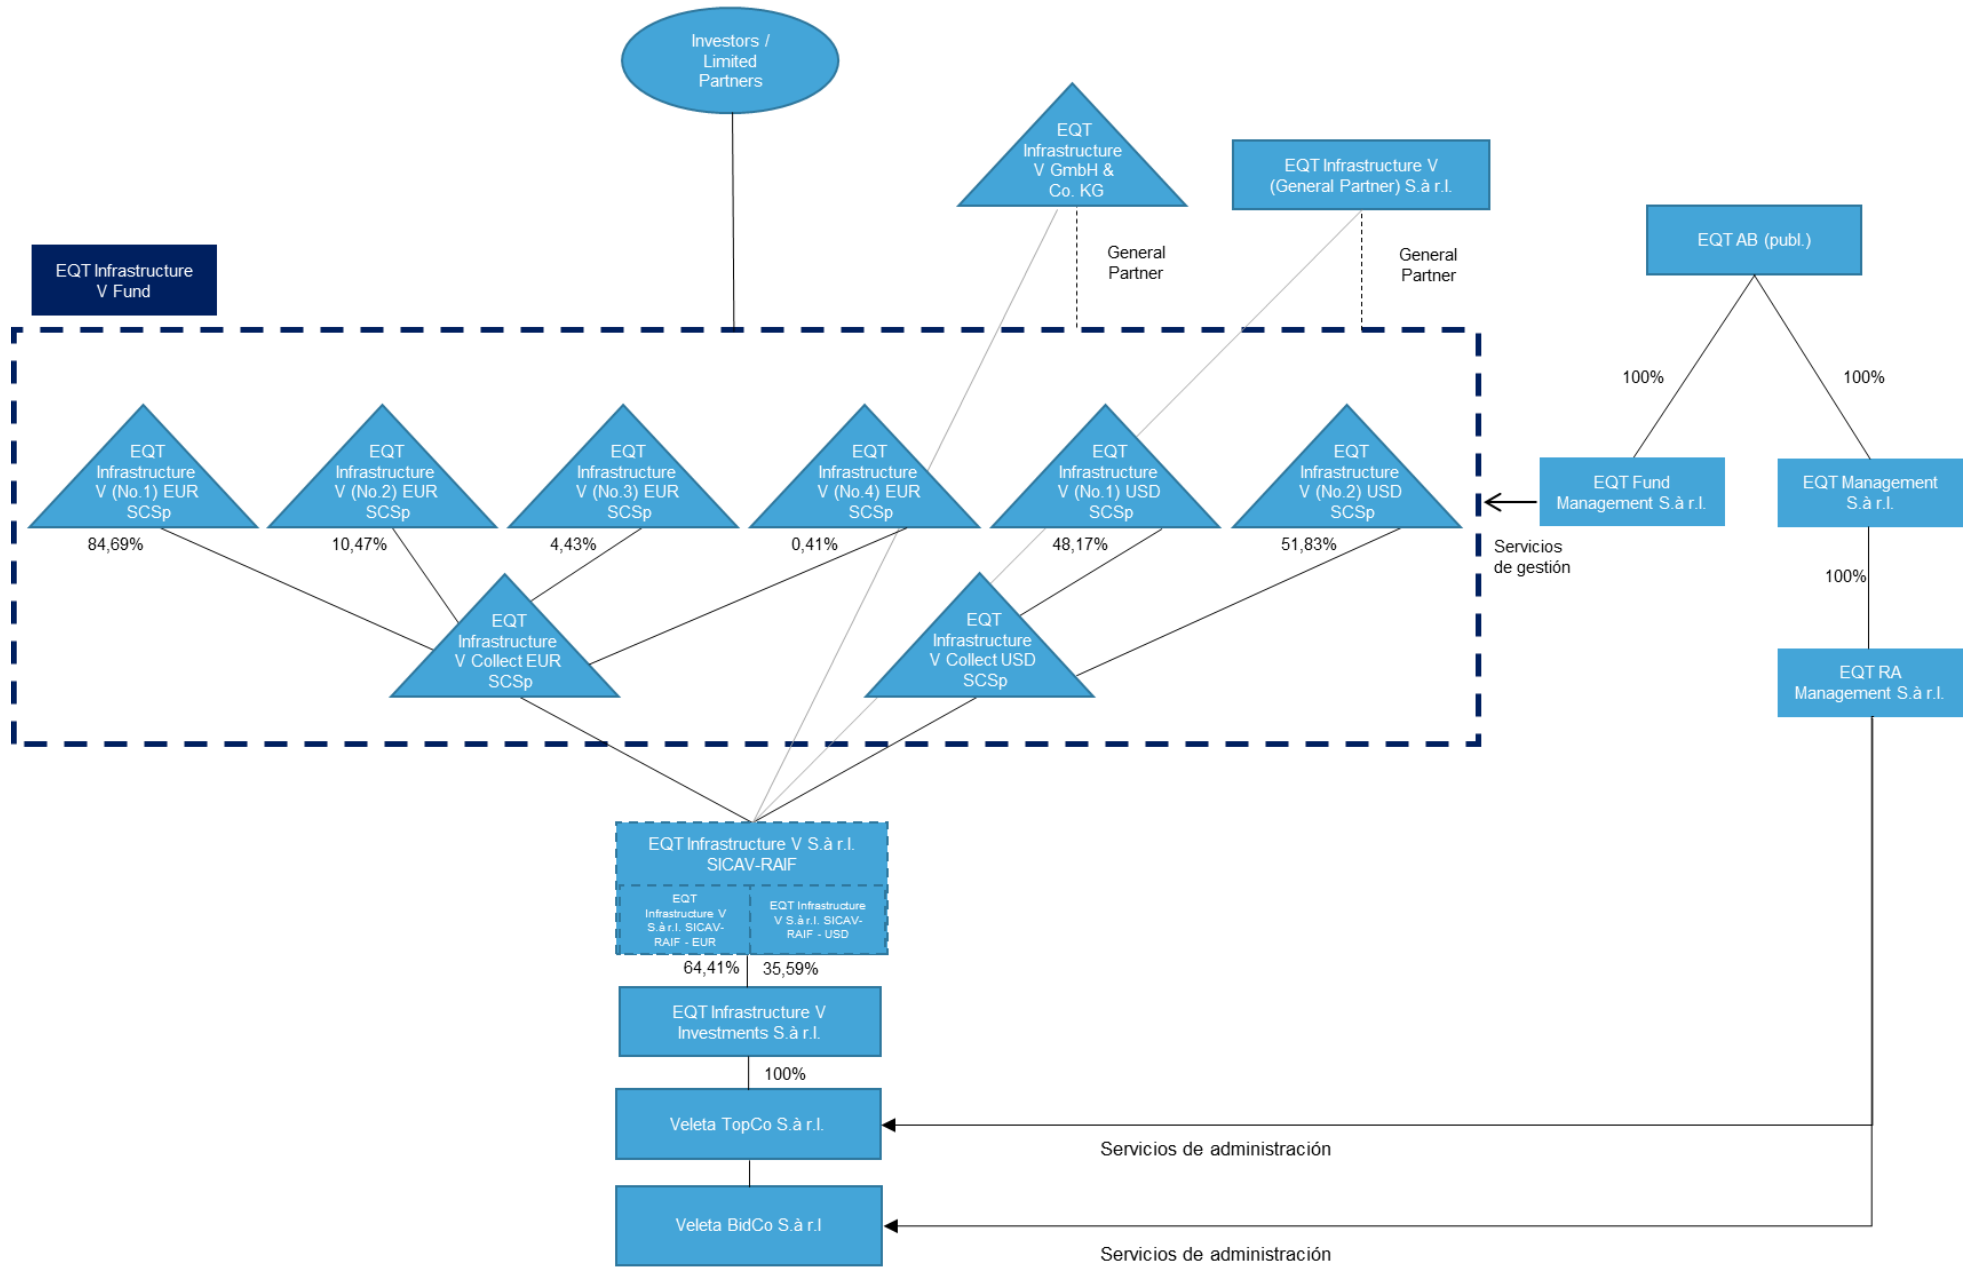 Investors /
Limited
Partners
EQT
Infrastructure
V GmbH &
Co. KG
EQT Infrastructure V
(General Partner) S.à r.l.
EQT AB (publ.)
General
Partner
General
Partner
EQT Infrastructure
V Fund
100%
100%
EQT
Infrastructure
V (No.1) EUR
SCSp
EQT
Infrastructure
V (No.2) EUR
SCSp
EQT
Infrastructure
V (No.3) EUR
SCSp
EQT
Infrastructure
V (No.4) EUR
SCSp
EQT
Infrastructure
V (No.1) USD
SCSp
EQT
Infrastructure
V (No.2) USD
SCSp
EQT Fund
Management S.à r.l.
EQT Management
S.à r.l.
84,69%
10,47%
4,43%
0,41%
48,17%
51,83%
Servicios
de gestión
100%
EQT
Infrastructure
V Collect EUR
SCSp
EQT
Infrastructure
V Collect USD
SCSp
EQT RA
Management S.à r.l.
EQT Infrastructure V S.à r.l.
SICAV-RAIF
EQT
Infrastructure V
S.à r.l. SICAV-
RAIF - EUR
EQT Infrastructure
V S.à r.l. SICAV-
RAIF - USD
64,41%
35,59%
EQT Infrastructure V
Investments S.à r.l.
100%
Veleta TopCo S.à r.l.
Servicios de administración
Veleta BidCo S.à r.l
Servicios de administración